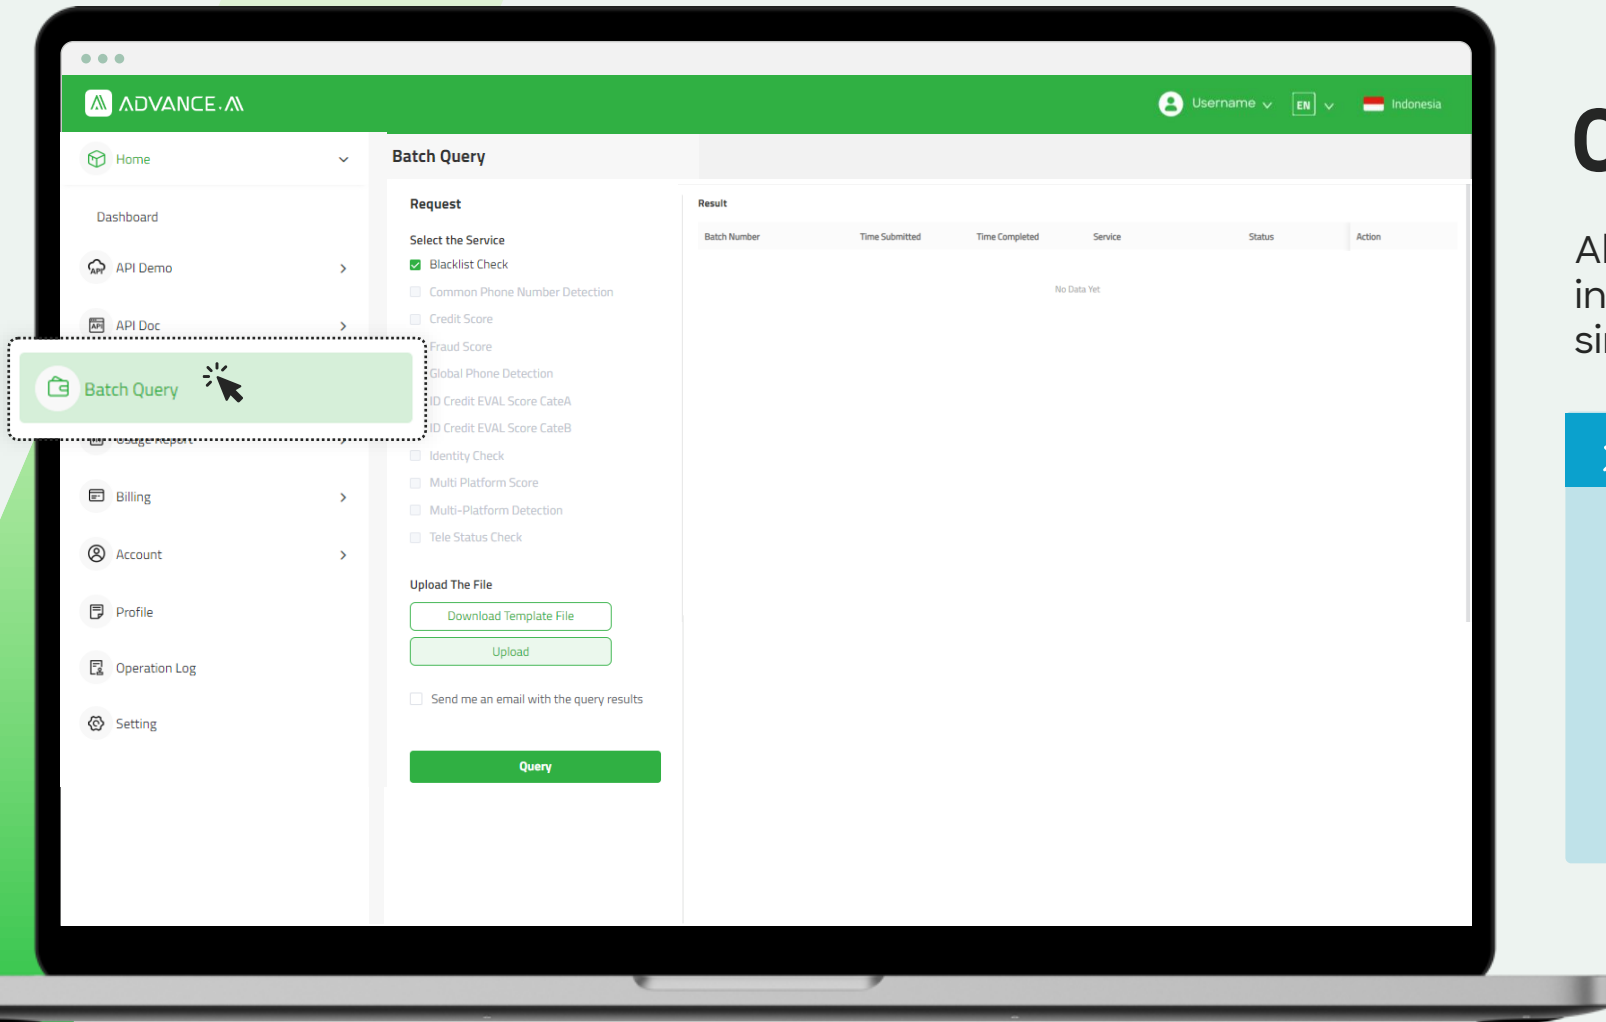 ADVANCE.AI
Username
EN
Indonesia
Home
Dashboard
API Demo
API Doc
Batch Query
Usage Report
Billing
Account
Profile
Operation Log
Setting
Batch Query
Request
Select the Service
Blacklist Check
Common Phone Number Detection
Credit Score
Fraud Score
Global Phone Detection
ID Credit EVAL Score CateA
ID Credit EVAL Score CateB
Identity Check
Multi Platform Score
Multi-Platform Detection
Tele Status Check
Upload The File
Download Template File
Upload
Send me an email with the query results
Query
Result
Batch Number Time Submitted Time Completed Service Status Action
No Data Yet
in